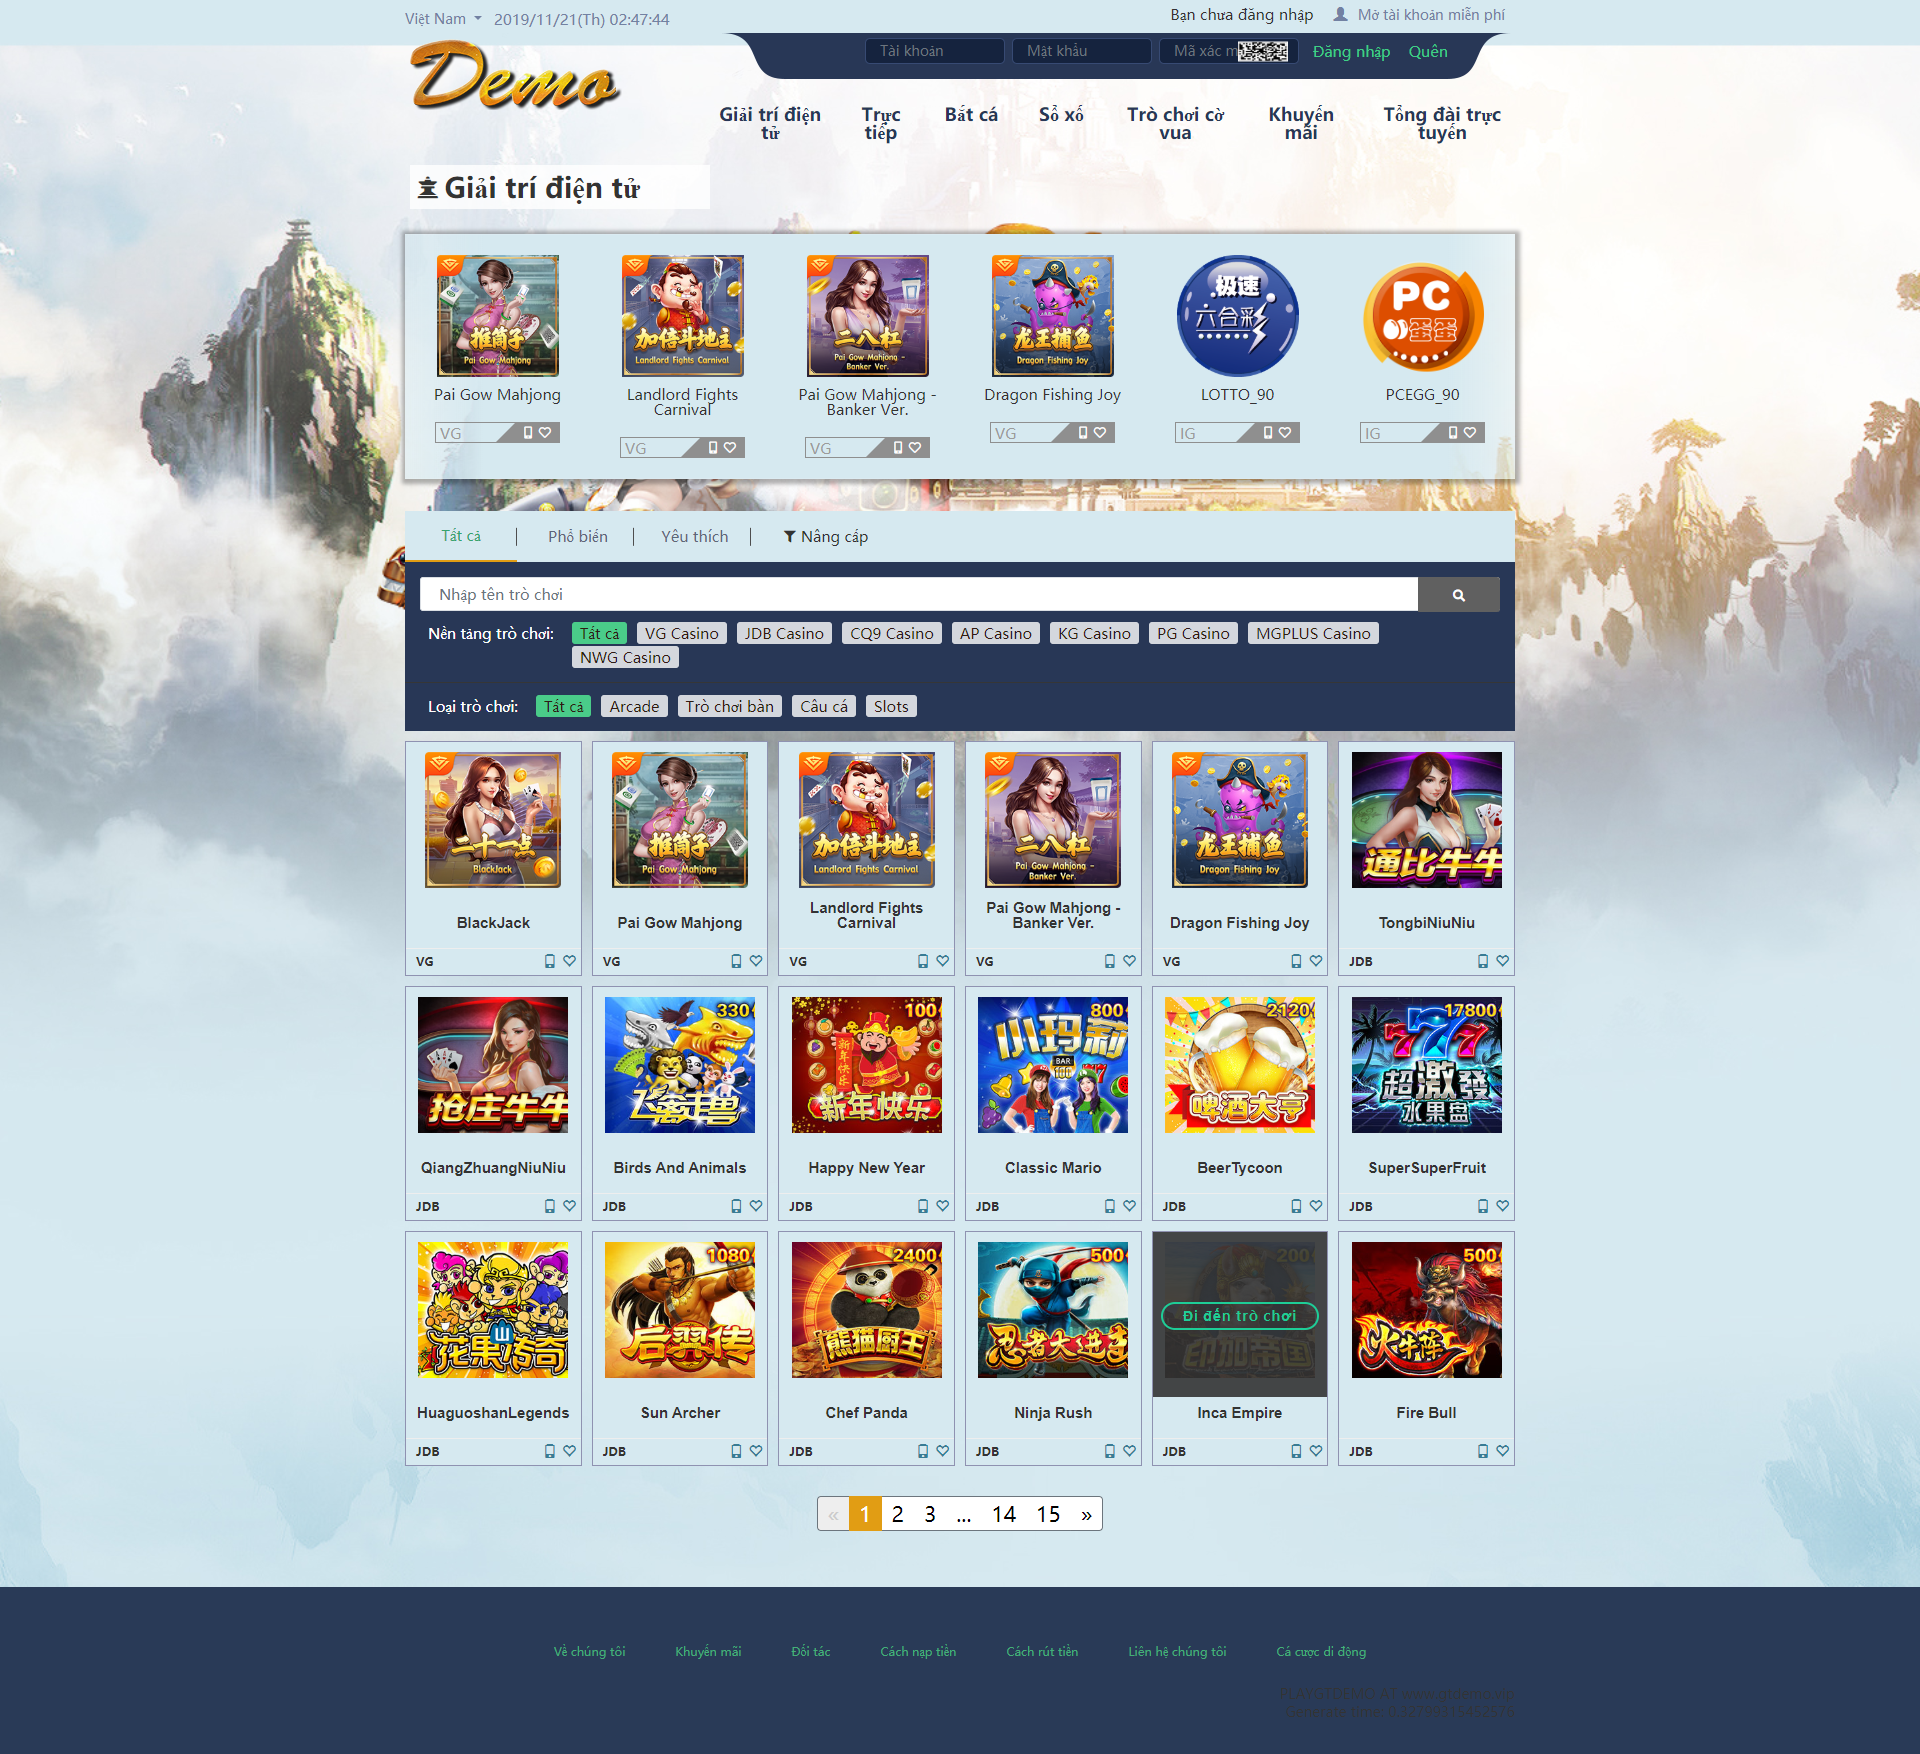 Việt Nam 2019/11/21(Th) 02:47:44
Bạn chưa đăng nhập Mở tài khoản miễn phí
Demo
Tài khoản Mật khẩu Mã xác m Đăng nhập Quên
Giải trí điện tử
Trực tiếp
Bắt cá
Sổ xố
Trò chơi cờ vua
Khuyến mãi
Tổng đài trực tuyến
Giải trí điện tử
推筒子
Pai Gow Mahjong
加倍斗地主
Landlord Fights Carnival
二八杠
Pai Gow Mahjong -
Banker Ver.
龙王捕鱼
Dragon Fishing Joy
极速
六合彩
PC
蛋蛋
Pai Gow Mahjong
Landlord Fights
Carnival
Pai Gow Mahjong -
Banker Ver.
Dragon Fishing Joy
LOTTO_90
PCEGG_90
VG VG VG VG IG IG
Tất cả Phổ biến Yêu thích Nâng cấp
Nhập tên trò chơi
Nền tảng trò chơi: Tất cả VG Casino JDB Casino CQ9 Casino AP Casino KG Casino PG Casino MGPLUS Casino
NWG Casino
Loại trò chơi: Tất cả Arcade Trò chơi bàn Câu cá Slots
二十一点
BlackJack
推筒子
Pai Gow Mahjong
加倍斗地主
Landlord Fights Carnival
二八杠
Pai Gow Mahjong -
Banker Ver.
龙王捕鱼
Dragon Fishing Joy
通比牛牛
BlackJack
Pai Gow Mahjong
Landlord Fights
Carnival
Pai Gow Mahjong -
Banker Ver.
Dragon Fishing Joy
TongbiNiuNiu
VG VG VG VG VG JDB
抢庄牛牛
330
飞禽走兽
100
新年快乐
新年快乐
800
小玛莉
BAR
100
2120
啤酒大亨
17800
777
超激發
水果盘
QiangZhuangNiuNiu Birds And Animals Happy New Year Classic Mario BeerTycoon SuperSuperFruit
JDB JDB JDB JDB JDB JDB
花果山传奇
1080
后羿传
2400
熊猫厨王
500
忍者大进击
200
Đi đến trò chơi
印加帝国
500
火牛阵
HuaguoshanLegends Sun Archer Chef Panda Ninja Rush Inca Empire Fire Bull
JDB JDB JDB JDB JDB JDB
« 1 2 3 ... 14 15 »
Về chúng tôi Khuyến mãi Đối tác Cách nạp tiền Cách rút tiền Liên hệ chúng tôi Cá cược di động